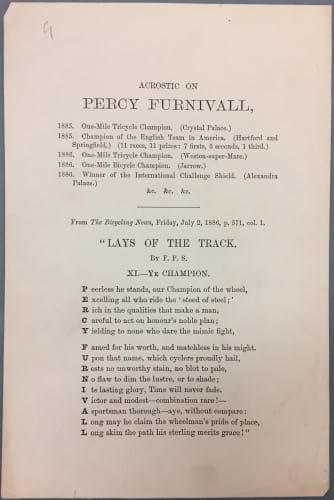 9
ACROSTIC ON
PERCY FURNIVALL,
1885. One-Mile Tricycle Champion. (Crystal Palace.)
1885. Champion of the English Team in America. (Hartford and
Springfield.) (11 races, 11 prizes: 7 firsts, 3 seconds, 1 third.)
1886. One-Mile Tricycle Champion. (Weston-super-Mare.)
1886. One-Mile Bicycle Champion. (Jarrow.)
1886. Winner of the International Challenge Shield. (Alexandra
Palace.)
&c. &c. &c.
From The Bicycling News, Friday, July 2, 1886, p. 571, col. 1.
"LAYS OF THE TRACK.
BY F. F. S.
XI.—YE CHAMPION.
Peerless he stands, our Champion of the wheel,
Excelling all who ride the 'steed of steel;'
Rich in the qualities that make a man,
Careful to act on honour's noble plan;
Yielding to none who dare the mimic fight,
Famed for his worth, and matchless in his might.
Upon that name, which cyclers proudly hail,
Rests no unworthy stain, no blot to pale,
No flaw to dim the lustre, or to shade;
Its lasting glory, Time will never fade.
Victor and modest—combination rare!—
A sportsman thorough—aye, without compare:
Long may he claim the wheelman's pride of place,
Long skim the path his sterling merits grace!"